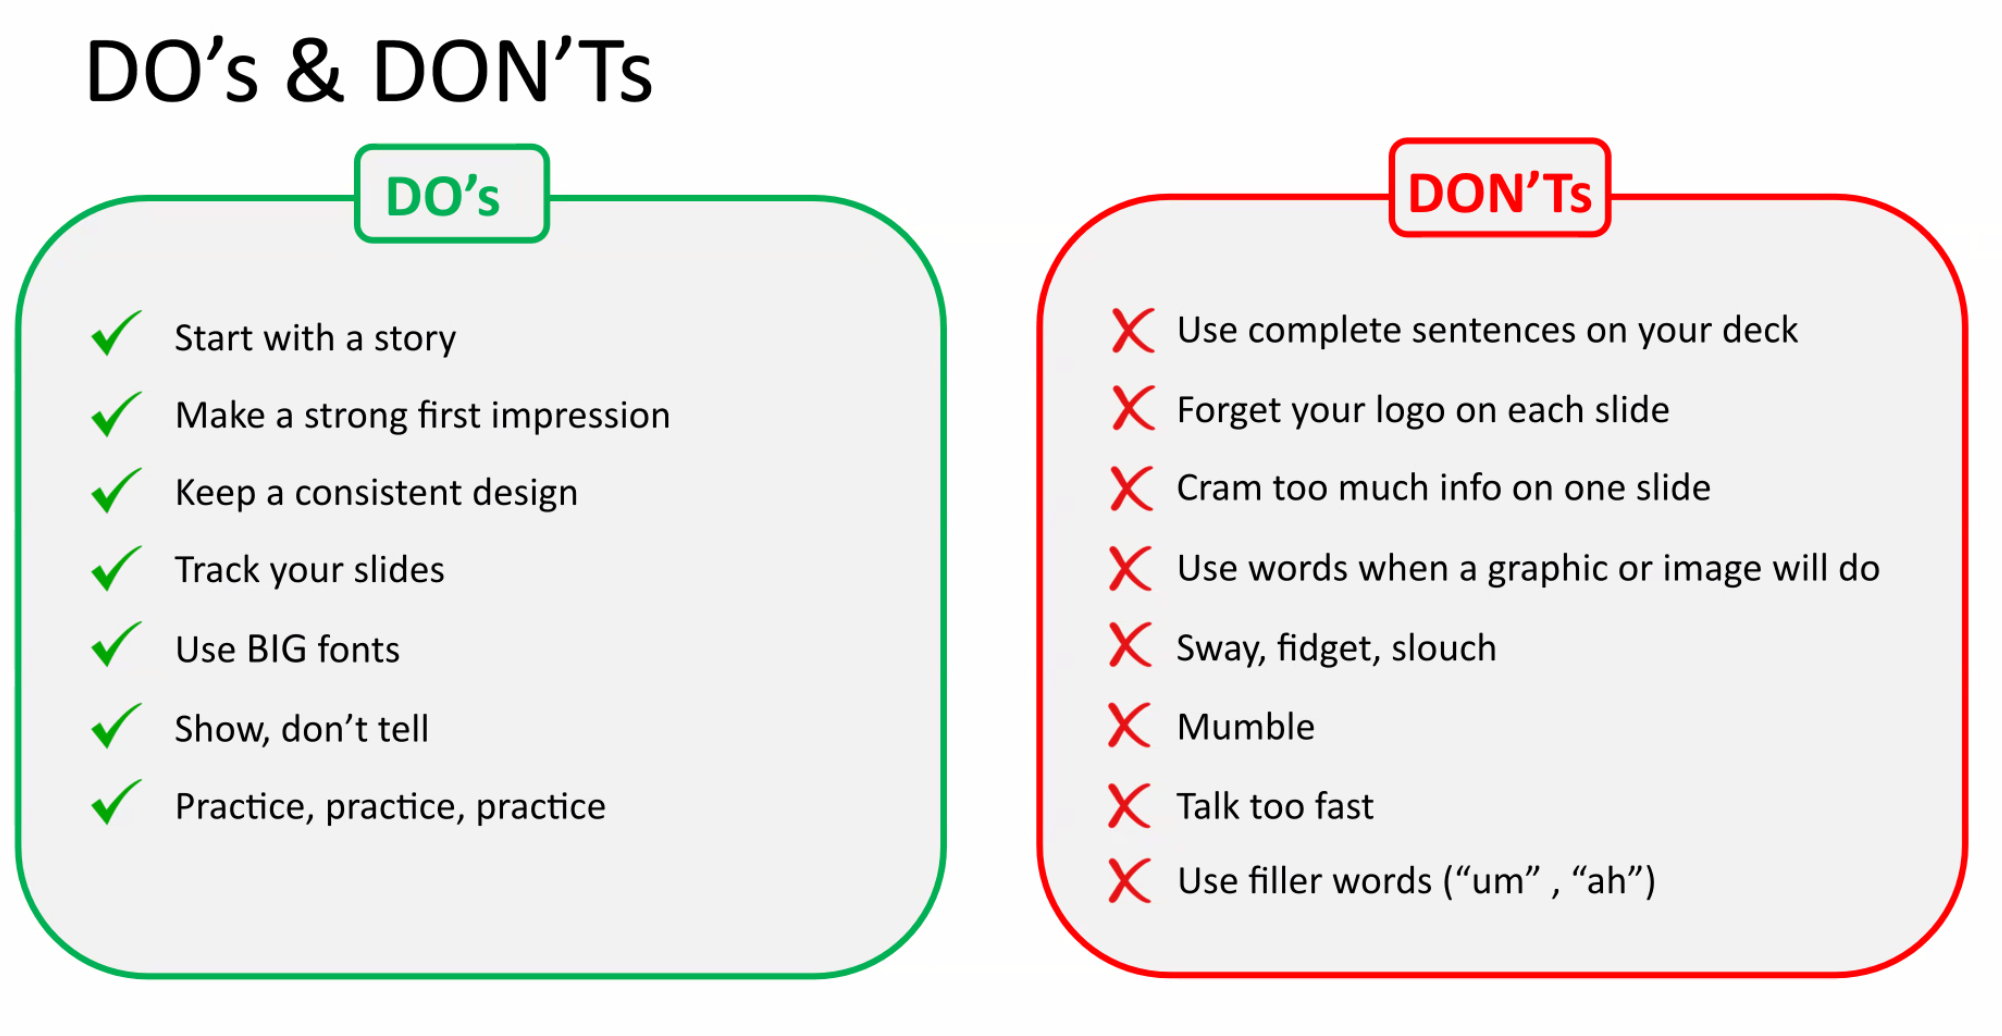 DO’s & DON’Ts
DO’s
Start with a story
Make a strong first impression
Keep a consistent design
Track your slides
Use BIG fonts
Show, don’t tell
Practice, practice, practice
DON’Ts
Use complete sentences on your deck
Forget your logo on each slide
Cram too much info on one slide
Use words when a graphic or image will do
Sway, fidget, slouch
Mumble
Talk too fast
Use filler words (“um” , “ah”)